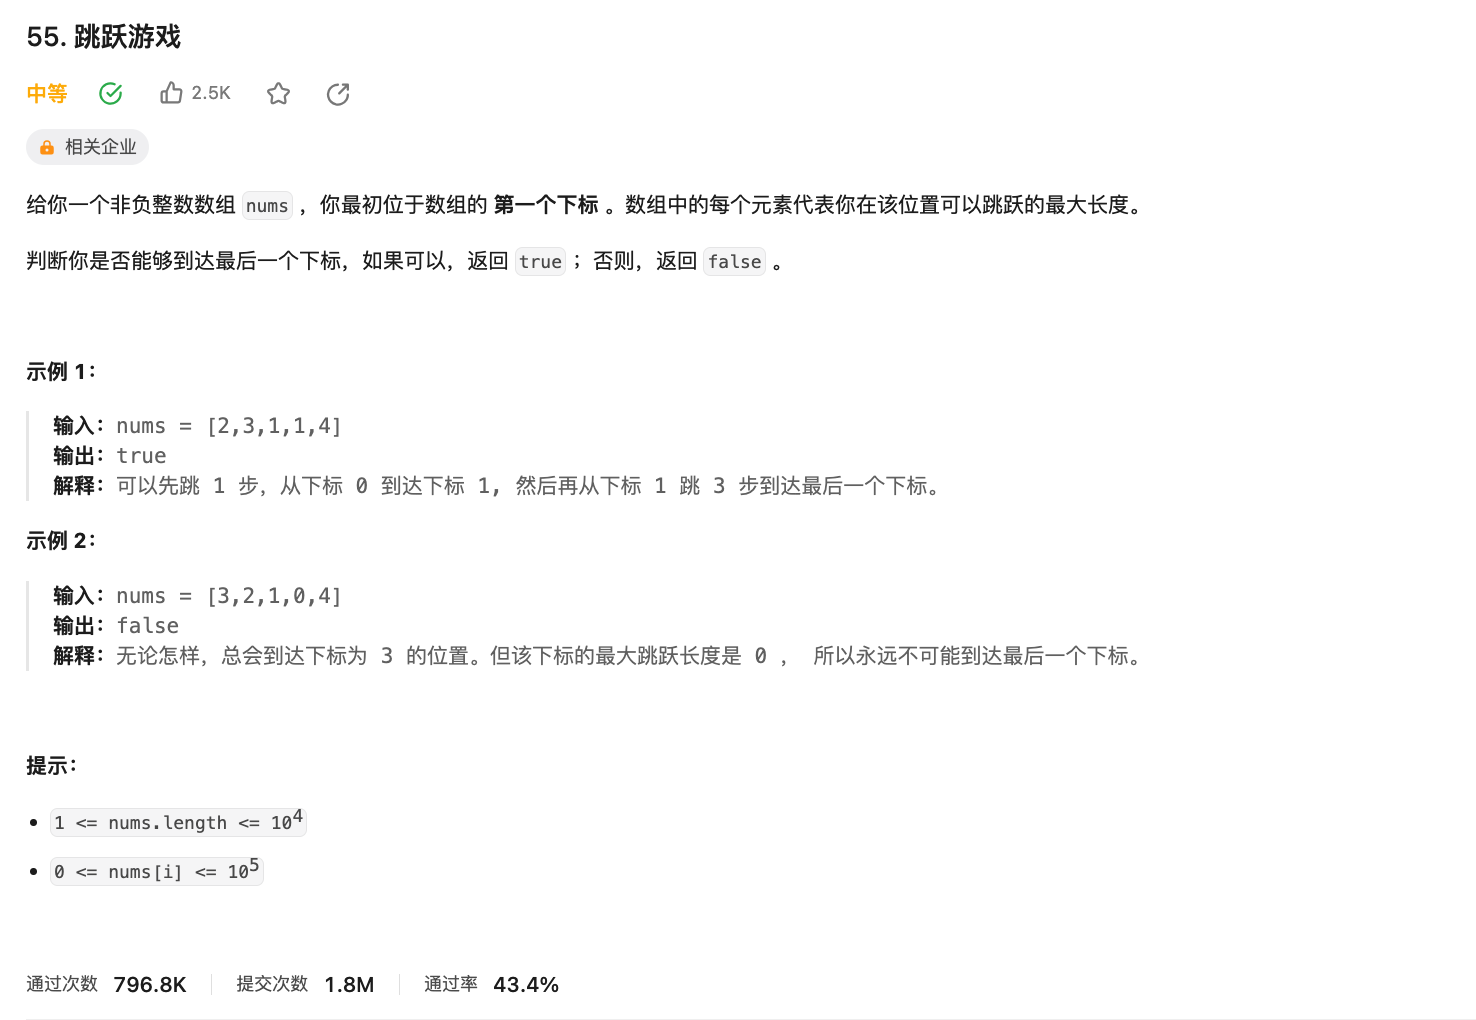 55. 跳跃游戏
中等 2.5K
相关企业
给你一个非负整数数组 nums ，你最初位于数组的 第一个下标 。数组中的每个元素代表你在该位置可以跳跃的最大长度。
判断你是否能够到达最后一个下标，如果可以，返回 true ；否则，返回 false 。
示例 1：
输入：nums = [2,3,1,1,4]
输出：true
解释：可以先跳 1 步，从下标 0 到达下标 1, 然后再从下标 1 跳 3 步到达最后一个下标。
示例 2：
输入：nums = [3,2,1,0,4]
输出：false
解释：无论怎样，总会到达下标为 3 的位置。但该下标的最大跳跃长度是 0 ， 所以永远不可能到达最后一个下标。
提示：
1 <= nums.length <= 10⁴
0 <= nums[i] <= 10⁵
通过次数 796.8K 提交次数 1.8M 通过率 43.4%